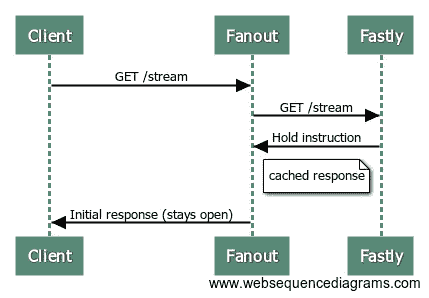 Client Fanout Fastly
GET /stream
GET /stream
Hold instruction
cached response
Initial response (stays open)
Client Fanout Fastly
www.websequencediagrams.com